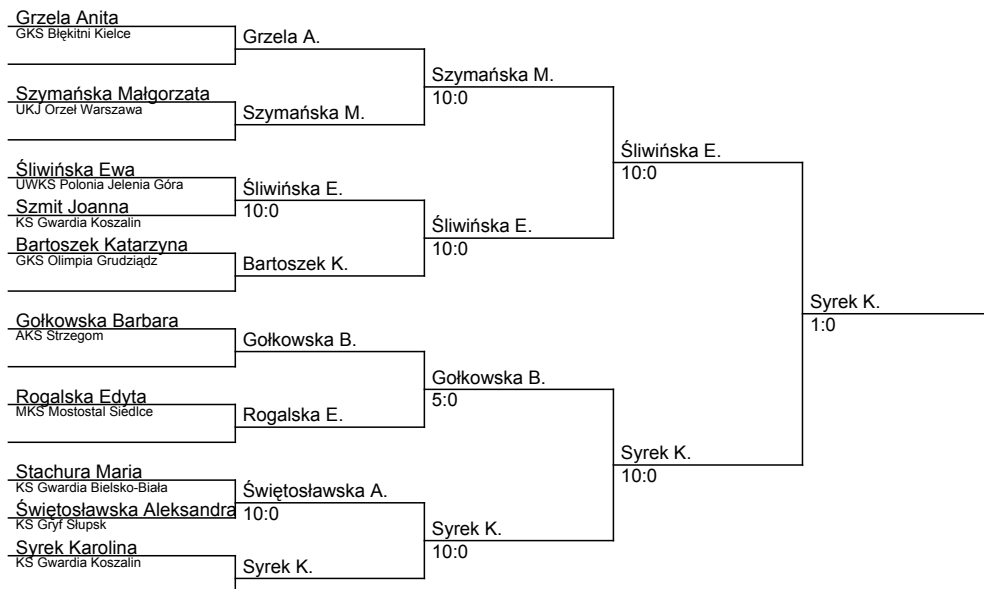 Grzela Anita
GKS Błękitni Kielce
Grzela A.
Szymańska M.
10:0
Szymańska Małgorzata
UKJ Orzeł Warszawa
Szymańska M.
Śliwińska E.
10:0
Śliwińska Ewa
UWKS Polonia Jelenia Góra
Śliwińska E.
10:0
Szmit Joanna
KS Gwardia Koszalin
Śliwińska E.
10:0
Bartoszek Katarzyna
GKS Olimpia Grudziądz
Bartoszek K.
Syrek K.
1:0
Gołkowska Barbara
AKS Strzegom
Gołkowska B.
Gołkowska B.
5:0
Rogalska Edyta
MKS Mostostal Siedlce
Rogalska E.
Syrek K.
10:0
Stachura Maria
KS Gwardia Bielsko-Biała
Świętosławska A.
10:0
Świętosławska Aleksandra
KS Gryf Słupsk
Syrek K.
10:0
Syrek Karolina
KS Gwardia Koszalin
Syrek K.